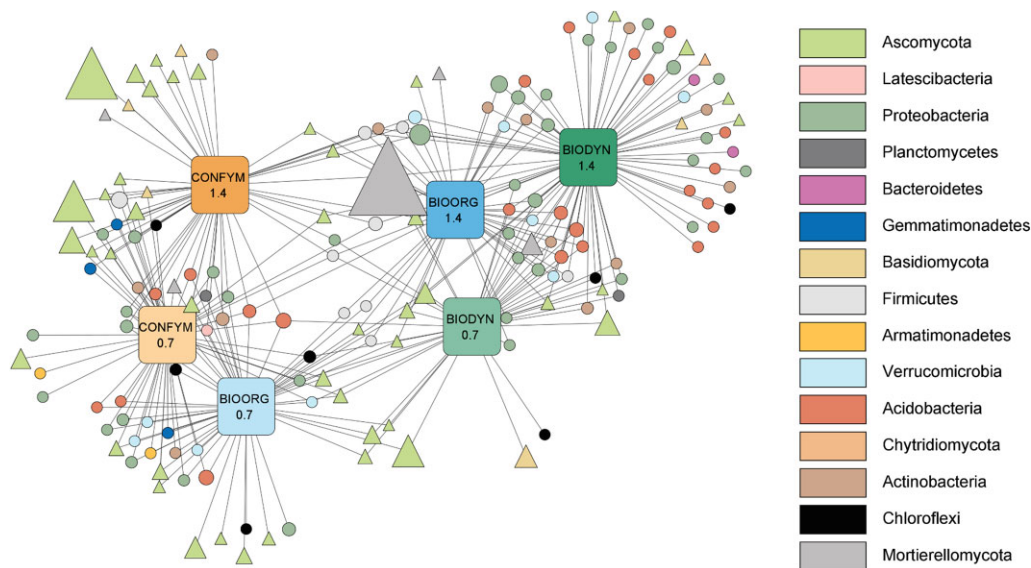 CONFYM
1.4
BIOORG
1.4
BIODYN
1.4
CONFYM
0.7
BIOORG
0.7
BIODYN
0.7
Ascomycota
Latescibacteria
Proteobacteria
Planctomycetes
Bacteroidetes
Gemmatimonadetes
Basidiomycota
Firmicutes
Armatimonadetes
Verrucomicrobia
Acidobacteria
Chytridiomycota
Actinobacteria
Chloroflexi
Mortierellomycota